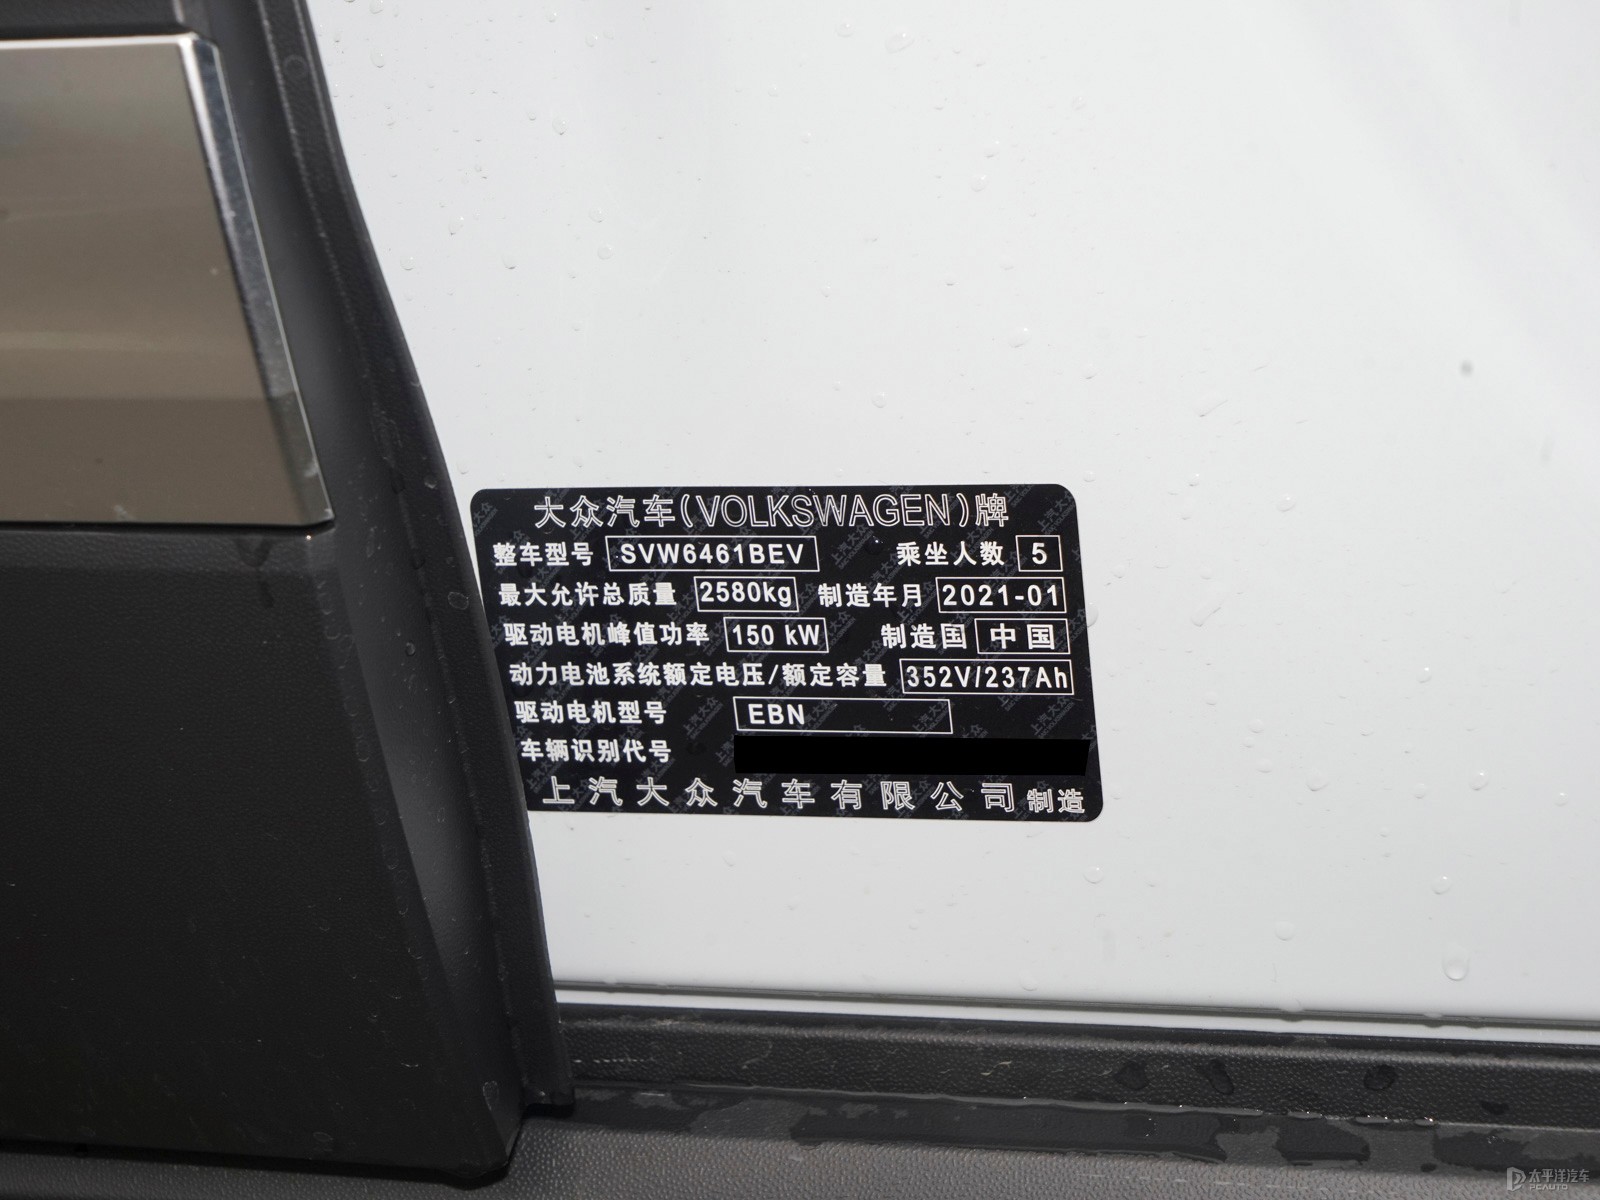 大众汽车(VOLKSWAGEN)牌
整车型号 SVW6461BEV 乘坐人数 5
最大允许总质量 2580kg 制造年月 2021-01
驱动电机峰值功率 150 kW 制造国 中国
动力电池系统额定电压/额定容量 352V/237Ah
驱动电机型号 EBN
车辆识别代号
上汽大众汽车有限公司 制造
太平洋汽车
PCAUTO